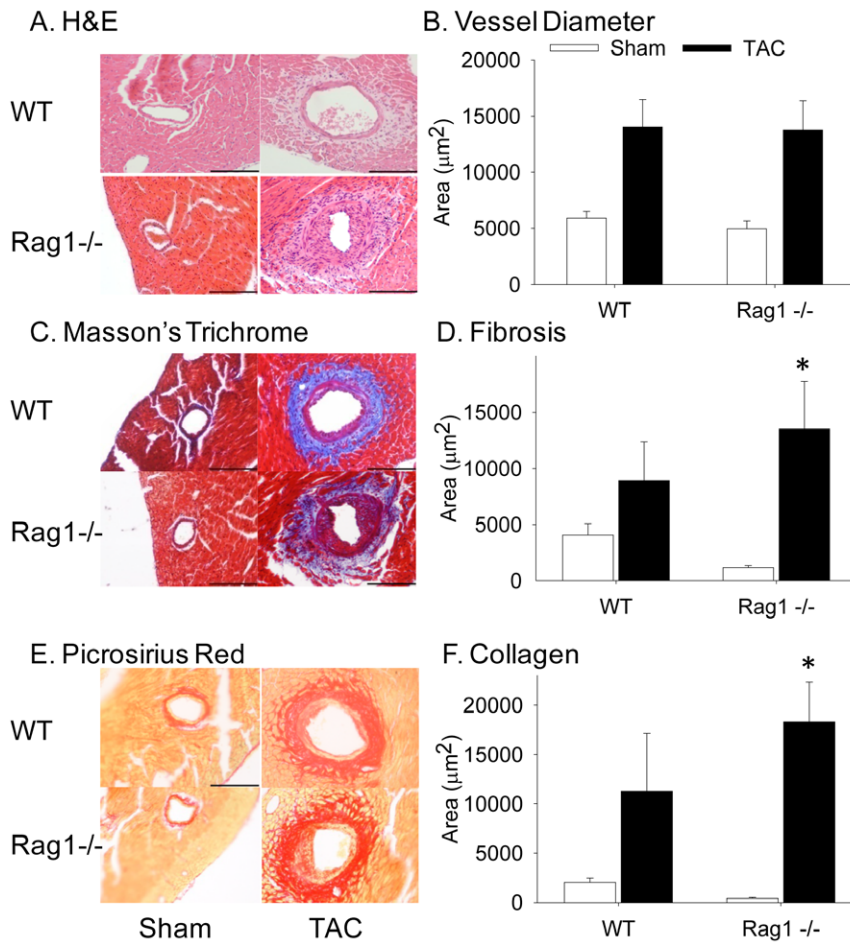 A. H&E
WT
Rag1-/-
B. Vessel Diameter
Sham TAC
20000
15000
10000
5000
0
Area (μm²)
WT Rag1 -/-
C. Masson's Trichrome
WT
Rag1-/-
D. Fibrosis
*
15000
10000
5000
0
Area (μm²)
WT Rag1 -/-
E. Picrosirius Red
WT
Rag1-/-
Sham TAC
F. Collagen
*
20000
15000
10000
5000
0
Area (μm²)
WT Rag1 -/-